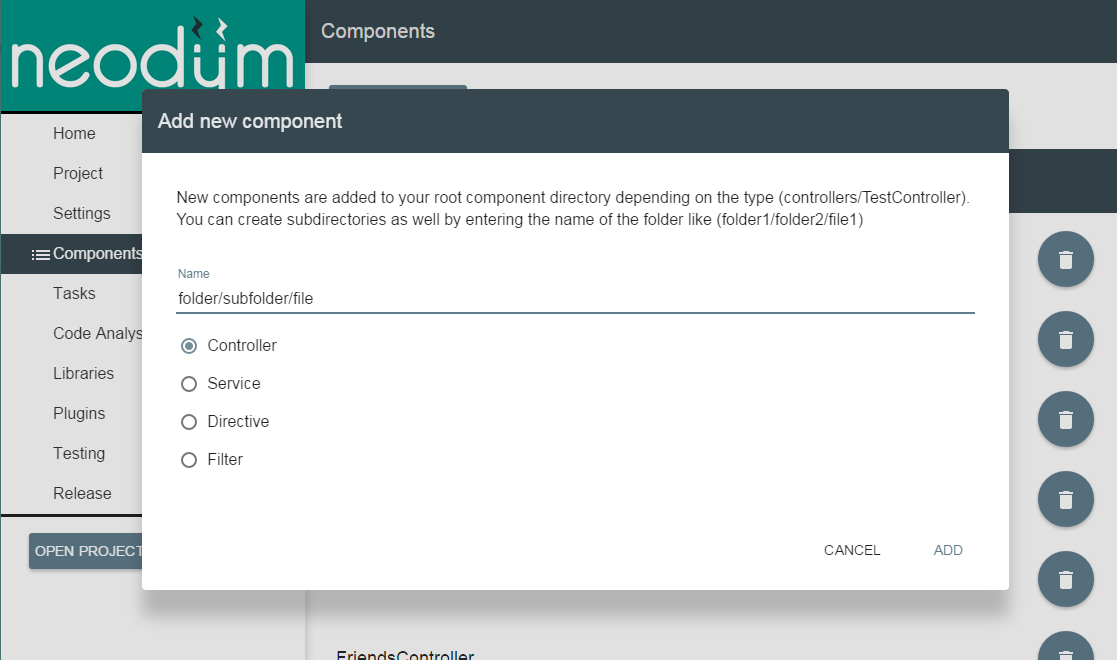 neodÿm
Components
Add new component
Home
Project
Settings
Components
Tasks
Code Analys
Libraries
Plugins
Testing
Release
OPEN PROJECT
New components are added to your root component directory depending on the type (controllers/TestController).
You can create subdirectories as well by entering the name of the folder like (folder1/folder2/file1)
Name
folder/subfolder/file
Controller
Service
Directive
Filter
CANCEL
ADD
FriendsController